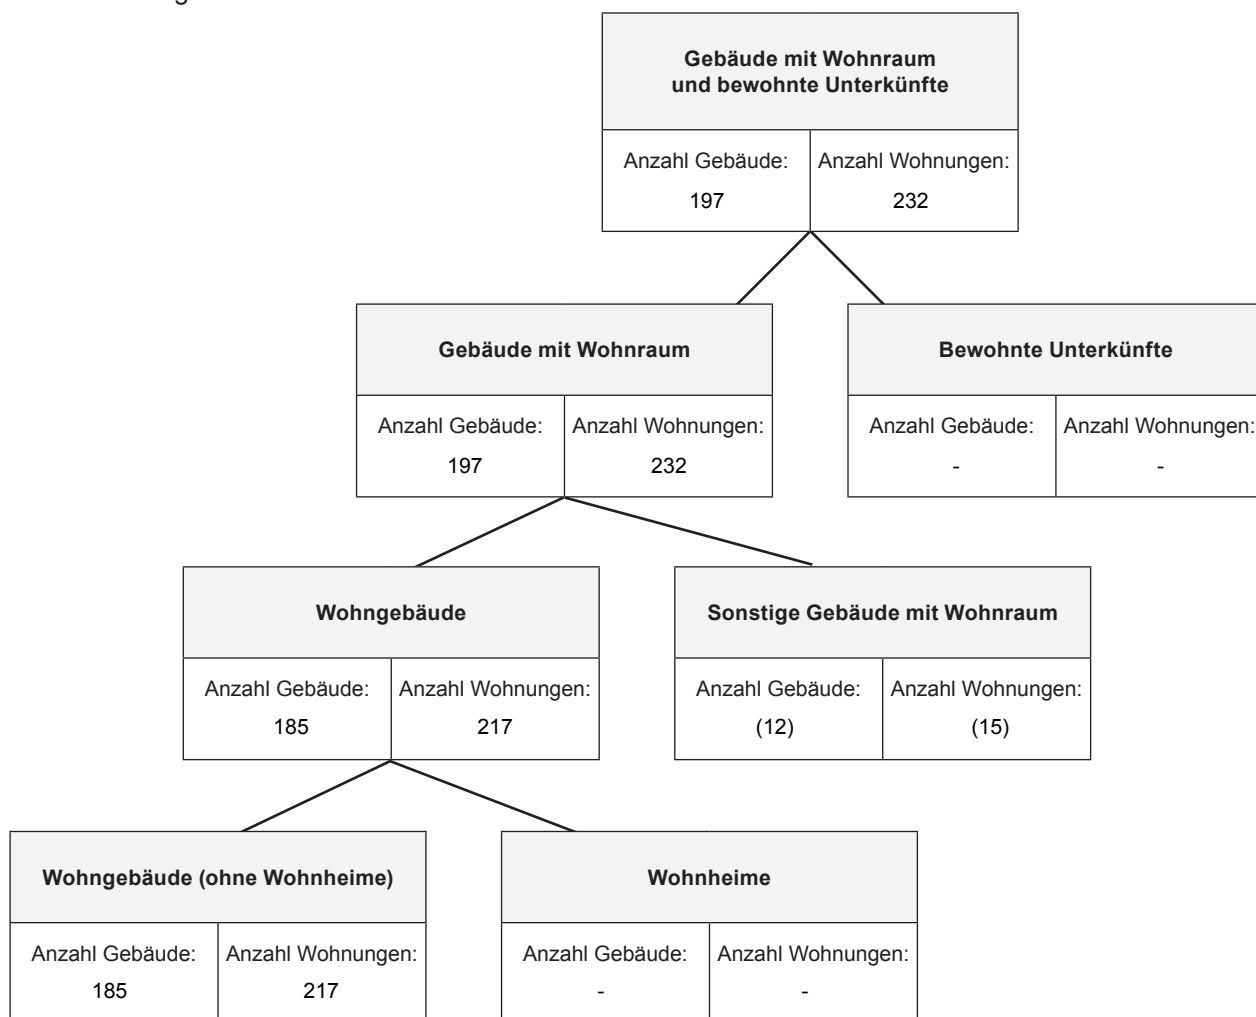 Gebäude mit Wohnraum
und bewohnte Unterkünfte
Anzahl Gebäude: Anzahl Wohnungen:
197 232
Gebäude mit Wohnraum
Anzahl Gebäude: Anzahl Wohnungen:
197 232
Bewohnte Unterkünfte
Anzahl Gebäude: Anzahl Wohnungen:
- -
Wohngebäude
Anzahl Gebäude: Anzahl Wohnungen:
185 217
Sonstige Gebäude mit Wohnraum
Anzahl Gebäude: Anzahl Wohnungen:
(12) (15)
Wohngebäude (ohne Wohnheime)
Anzahl Gebäude: Anzahl Wohnungen:
185 217
Wohnheime
Anzahl Gebäude: Anzahl Wohnungen:
- -